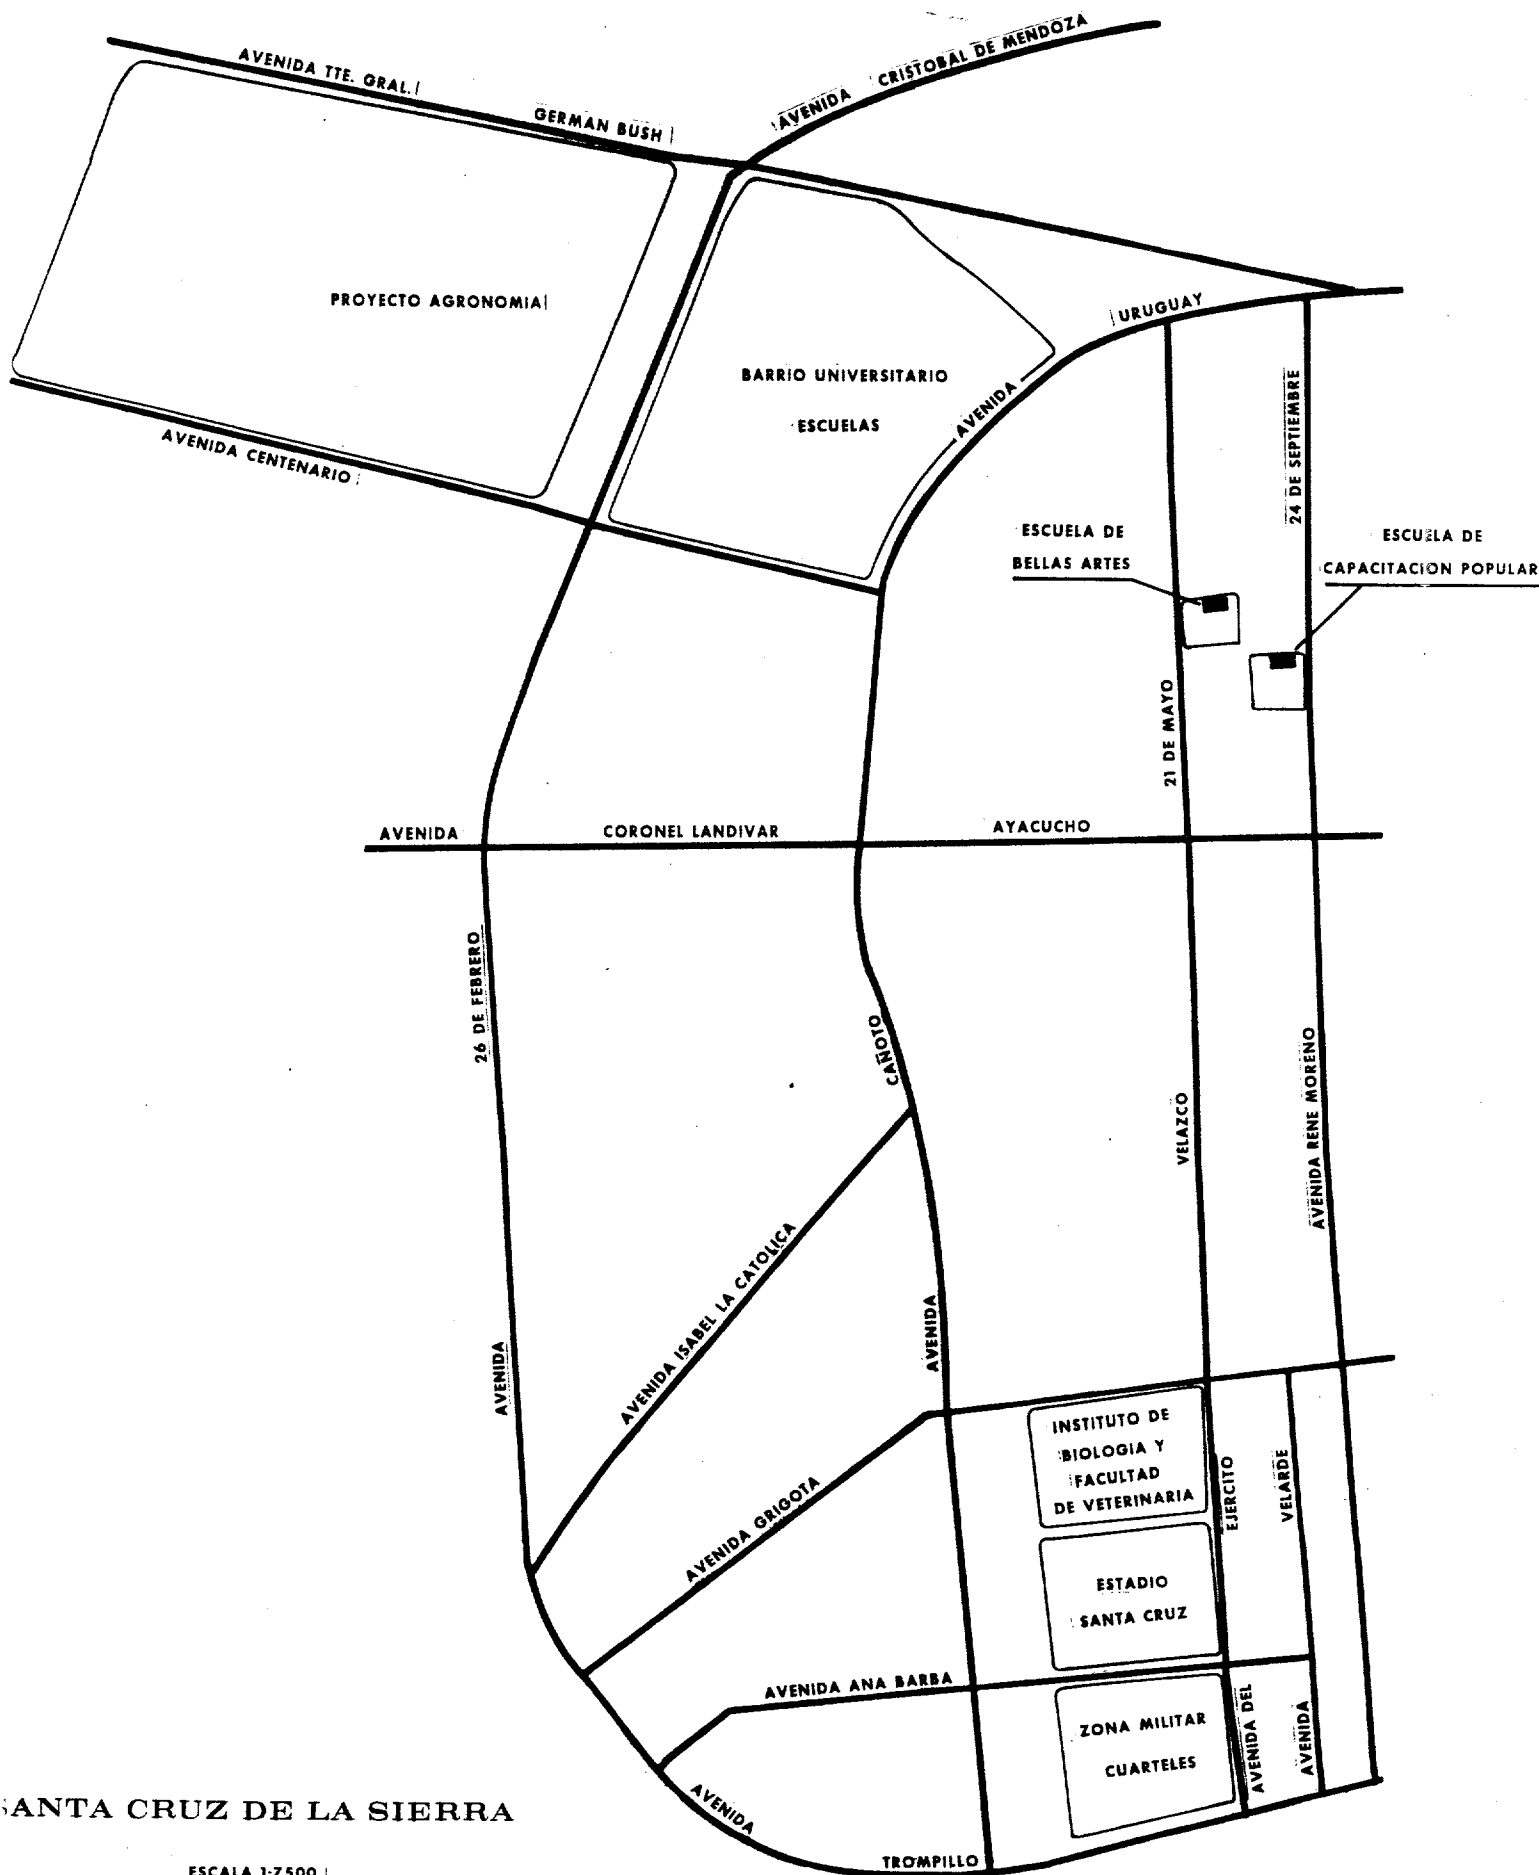 AVENIDA CRISTOBAL DE MENDOZA
AVENIDA TTE. GRAL.
GERMAN BUSH
PROYECTO AGRONOMIA
URUGUAY
BARRIO UNIVERSITARIO
ESCUELAS
AVENIDA
24 DE SEPTIEMBRE
AVENIDA CENTENARIO
ESCUELA DE
BELLAS ARTES
ESCUELA DE
CAPACITACION POPULAR
21 DE MAYO
AVENIDA
CORONEL LANDIVAR
AYACUCHO
26 DE FEBRERO
CAÑOTO
VELAZCO
AVENIDA RENE MORENO
AVENIDA ISABEL LA CATOLICA
AVENIDA
AVENIDA
INSTITUTO DE
BIOLOGIA Y
FACULTAD
DE VETERINARIA
EJERCITO
VELARDE
AVENIDA GRIGOTA
ESTADIO
SANTA CRUZ
AVENIDA ANA BARBA
ZONA MILITAR
CUARTELES
AVENIDA DEL
AVENIDA
AVENIDA
TROMPILLO
SANTA CRUZ DE LA SIERRA
ESCALA 1:7500